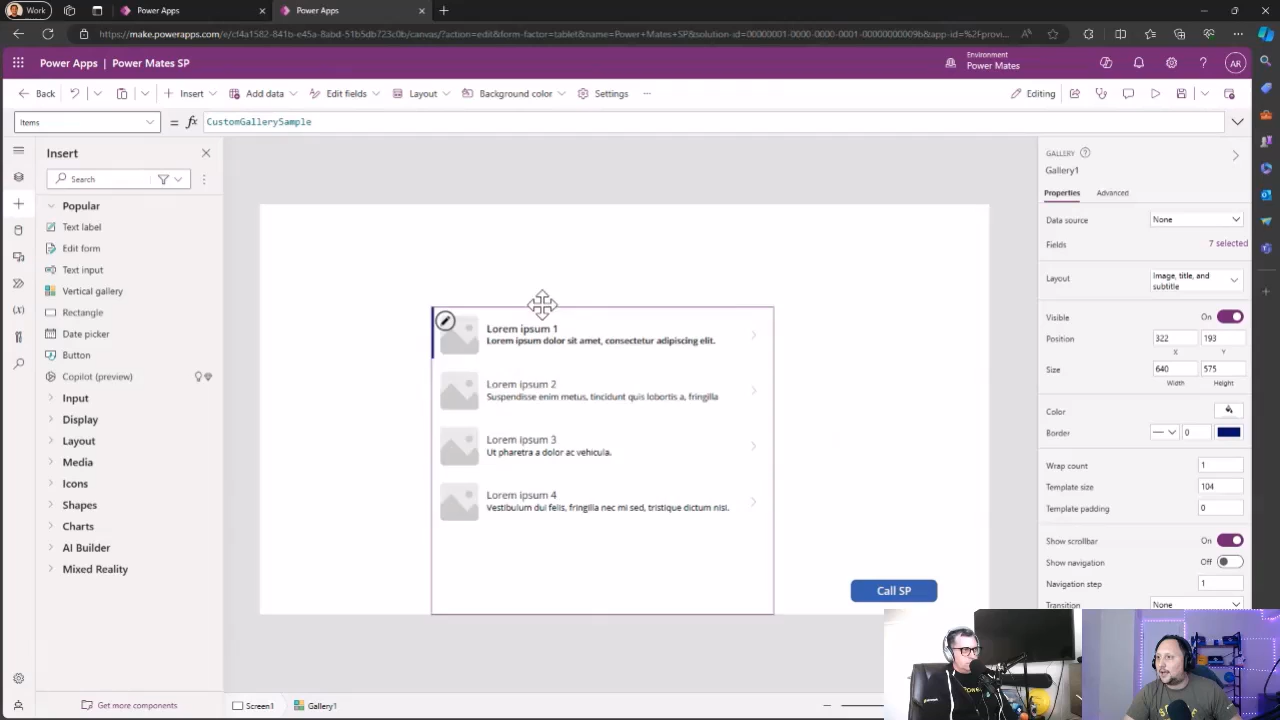 Work
Power Apps
Power Apps
https://make.powerapps.com/e/cf4a1582-841b-e45a-8abd-51b5db723c0b/canvas/?action=edit&form-factor=tablet&name=Power+Mates+SP&solution-id=00000001-0000-0000-0001-00000000009b&app-id=%2Fprovi...
Power Apps | Power Mates SP
Environment
Power Mates
AR
Back
Insert
Add data
Edit fields
Layout
Background color
Settings
...
Editing
Items
= fx CustomGallerySample
Insert
Search
Popular
Text label
Edit form
Text input
Vertical gallery
Rectangle
Date picker
Button
Copilot (preview)
Input
Display
Layout
Media
Icons
Shapes
Charts
AI Builder
Mixed Reality
Get more components
Lorem ipsum 1
Lorem ipsum dolor sit amet, consectetur adipiscing elit.
Lorem ipsum 2
Suspendisse enim metus, tincidunt quis lobortis a, fringilla
Lorem ipsum 3
Ut pharetra a dolor ac vehicula.
Lorem ipsum 4
Vestibulum dui felis, fringilla nec mi sed, tristique dictum nisi.
Call SP
Screen1
Gallery1
GALLERY
Gallery1
Properties
Advanced
Data source
None
Fields
7 selected
Layout
Image, title, and
subtitle
Visible
On
Position
322
193
X
Y
Size
640
575
Width
Height
Color
Border
0
Wrap count
1
Template size
104
Template padding
0
Show scrollbar
On
Show navigation
Off
Navigation step
1
Transition
None